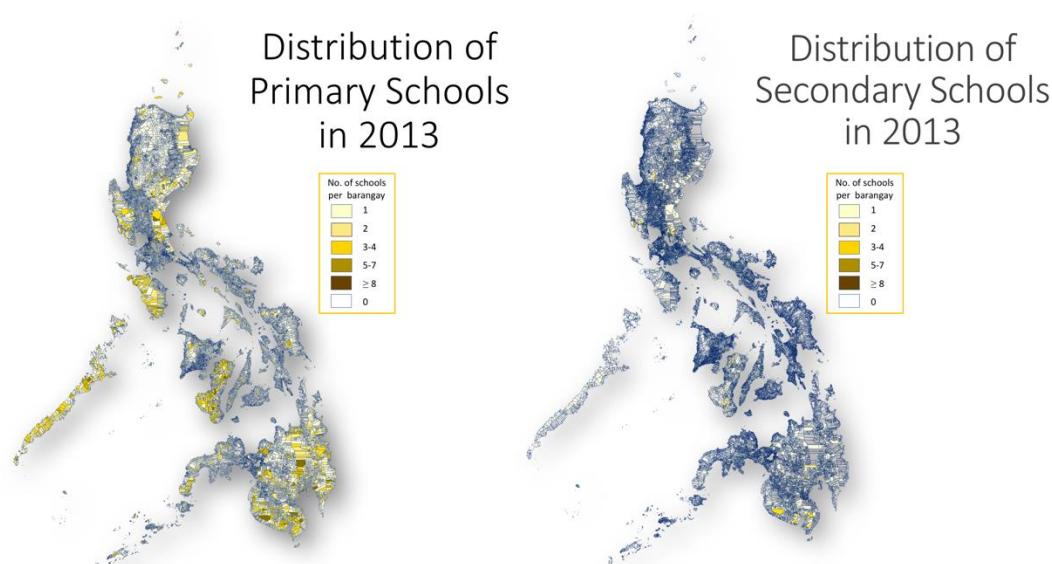 Distribution of
Primary Schools
in 2013
No. of schools
per barangay
1
2
3-4
5-7
≥ 8
0
Distribution of
Secondary Schools
in 2013
No. of schools
per barangay
1
2
3-4
5-7
≥ 8
0